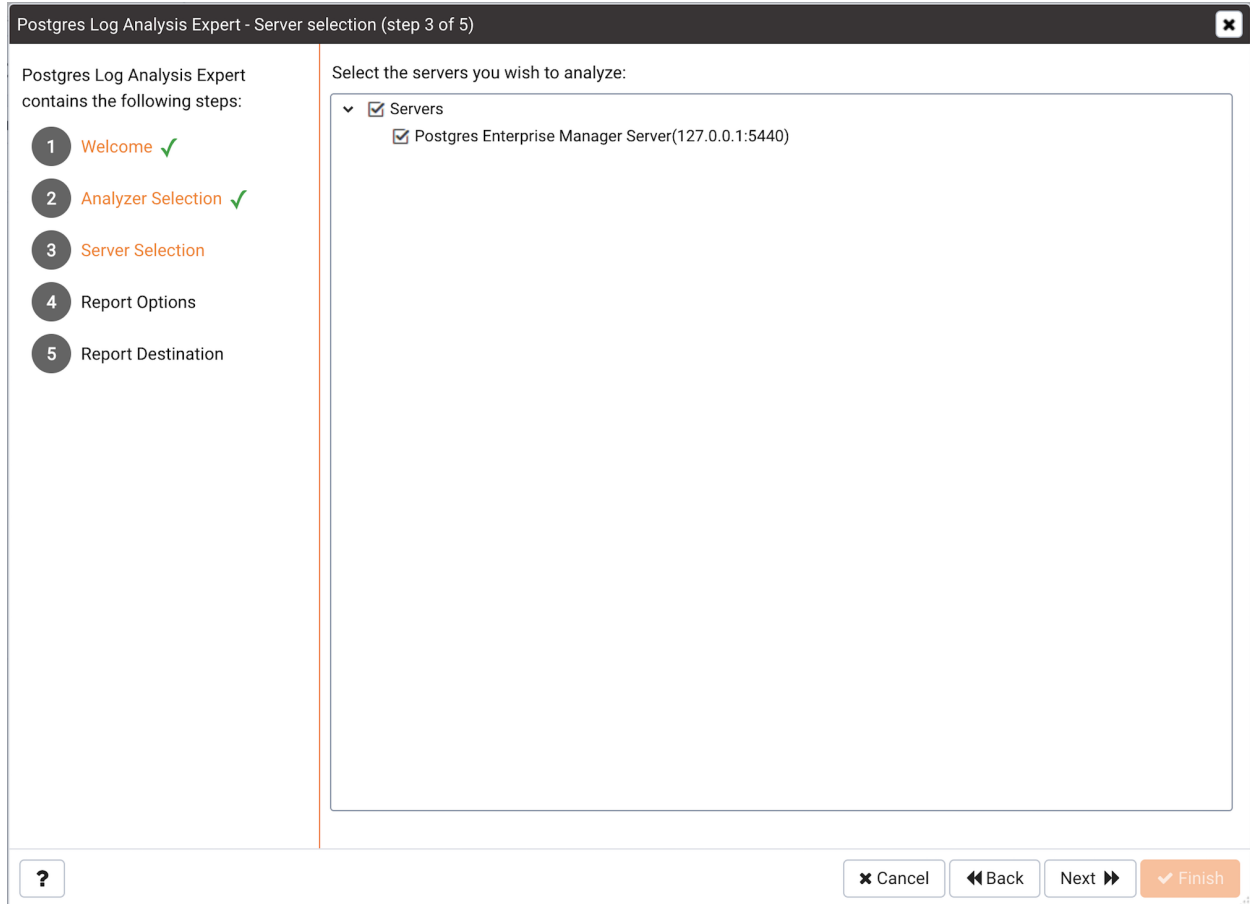 Postgres Log Analysis Expert - Server selection (step 3 of 5)
Postgres Log Analysis Expert
contains the following steps:
1 Welcome
2 Analyzer Selection
3 Server Selection
4 Report Options
5 Report Destination
Select the servers you wish to analyze:
Servers
Postgres Enterprise Manager Server(127.0.0.1:5440)
?
Cancel
Back
Next
Finish